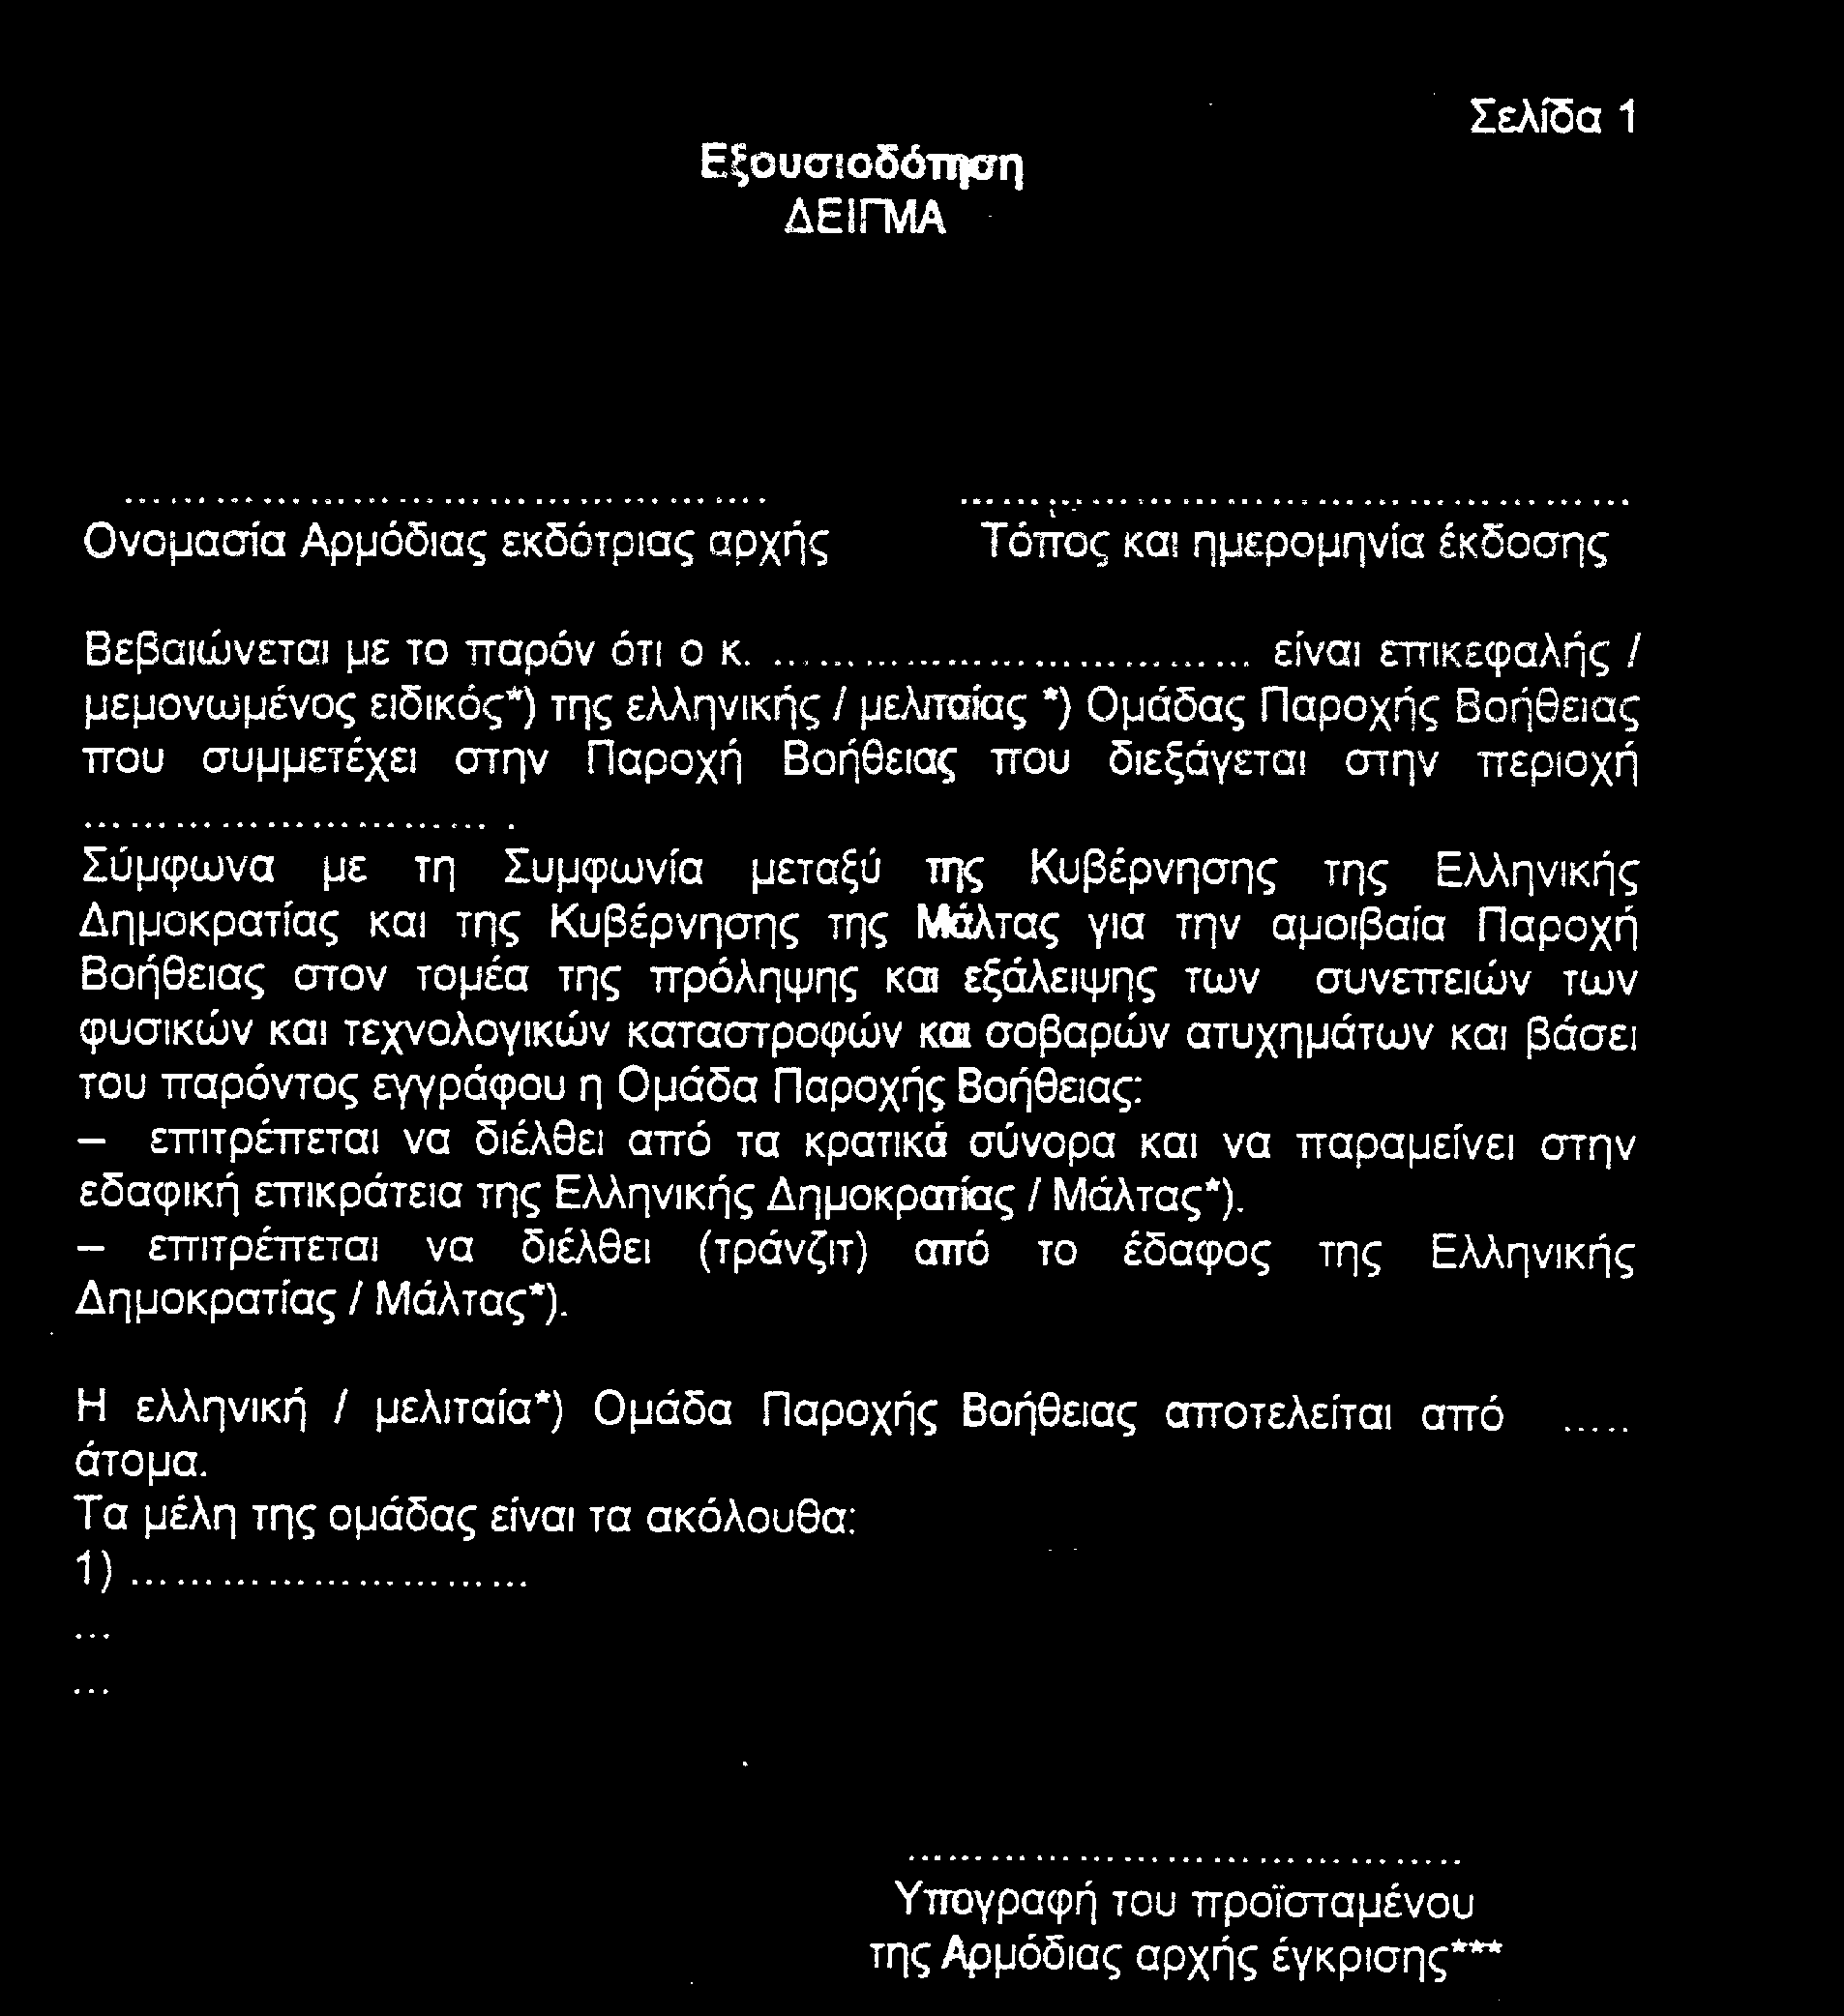 Σελίδα 1
Εξουσιοδότηση
ΔΕΙΓΜΑ
........................................ ........................................
Ονομασία Αρμόδιας εκδότριας αρχής Τόπος και ημερομηνία έκδοσης
Βεβαιώνεται με το παρόν ότι ο κ. ................................ είναι επικεφαλής /
μεμονωμένος ειδικός*) της ελληνικής / μελιταίας *) Ομάδας Παροχής Βοήθειας
που συμμετέχει στην Παροχή Βοήθειας που διεξάγεται στην περιοχή
........................... .
Σύμφωνα με τη Συμφωνία μεταξύ της Κυβέρνησης της Ελληνικής
Δημοκρατίας και της Κυβέρνησης της Μάλτας για την αμοιβαία Παροχή
Βοήθειας στον τομέα της πρόληψης και εξάλειψης των συνεπειών των
φυσικών και τεχνολογικών καταστροφών και σοβαρών ατυχημάτων και βάσει
του παρόντος εγγράφου η Ομάδα Παροχής Βοήθειας:
– επιτρέπεται να διέλθει από τα κρατικά σύνορα και να παραμείνει στην
εδαφική επικράτεια της Ελληνικής Δημοκρατίας / Μάλτας*).
– επιτρέπεται να διέλθει (τράνζιτ) από το έδαφος της Ελληνικής
Δημοκρατίας / Μάλτας*).
Η ελληνική / μελιταία*) Ομάδα Παροχής Βοήθειας αποτελείται από .....
άτομα.
Τα μέλη της ομάδας είναι τα ακόλουθα:
1) ..........................
...
...
....................................
Υπογραφή του προϊσταμένου
της Αρμόδιας αρχής έγκρισης***